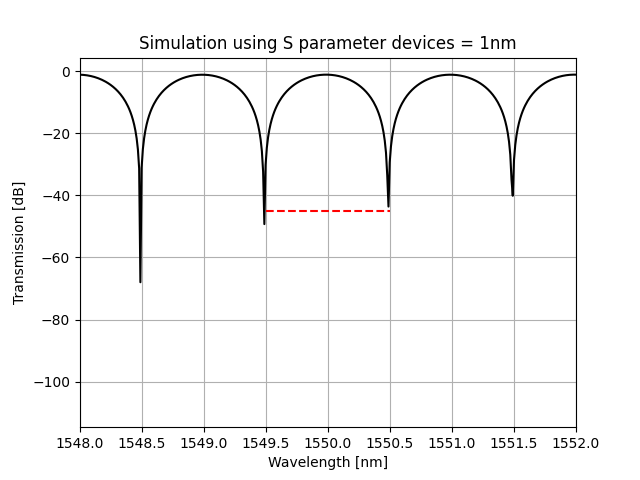 Simulation using S parameter devices = 1nm
Transmission [dB]
0
−20
−40
−60
−80
−100
1548.0 1548.5 1549.0 1549.5 1550.0 1550.5 1551.0 1551.5 1552.0
Wavelength [nm]